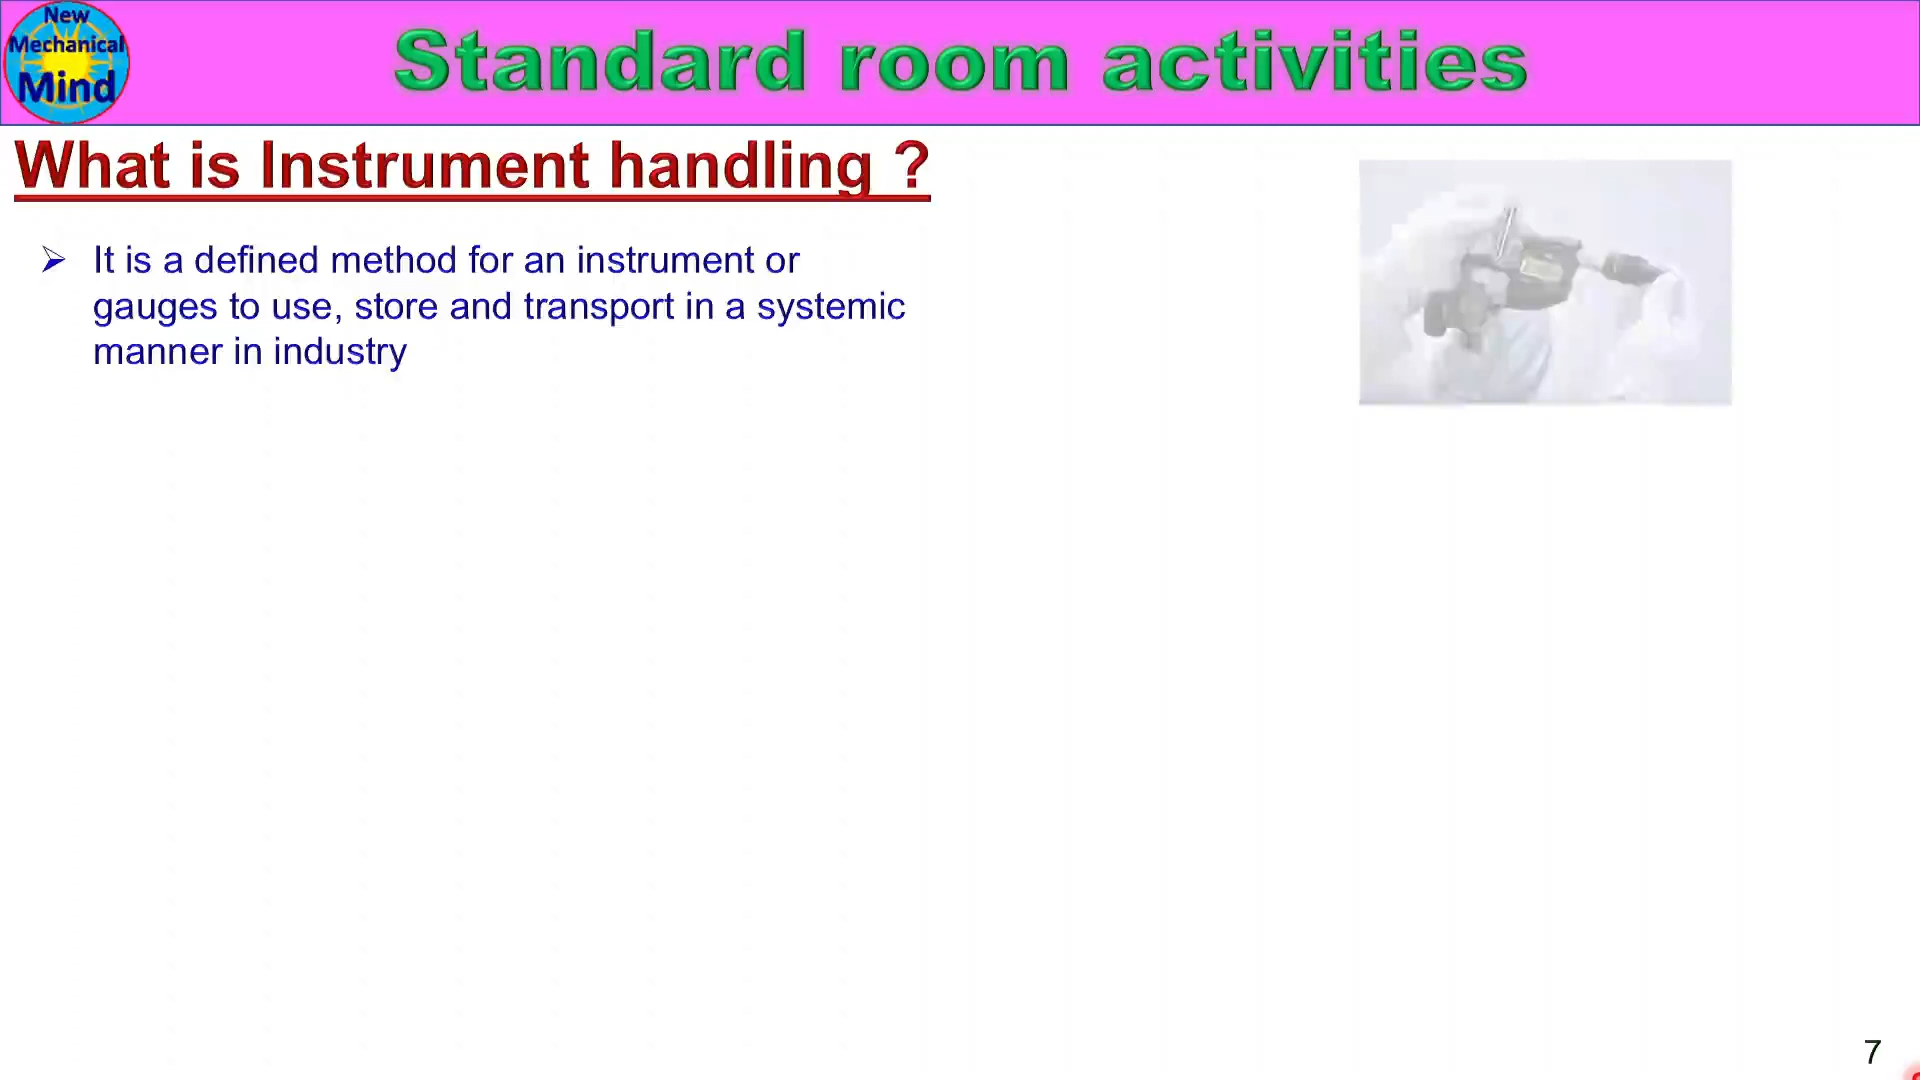 New
Mechanical
Mind
Standard room activities
What is Instrument handling ?
It is a defined method for an instrument or
gauges to use, store and transport in a systemic
manner in industry
7